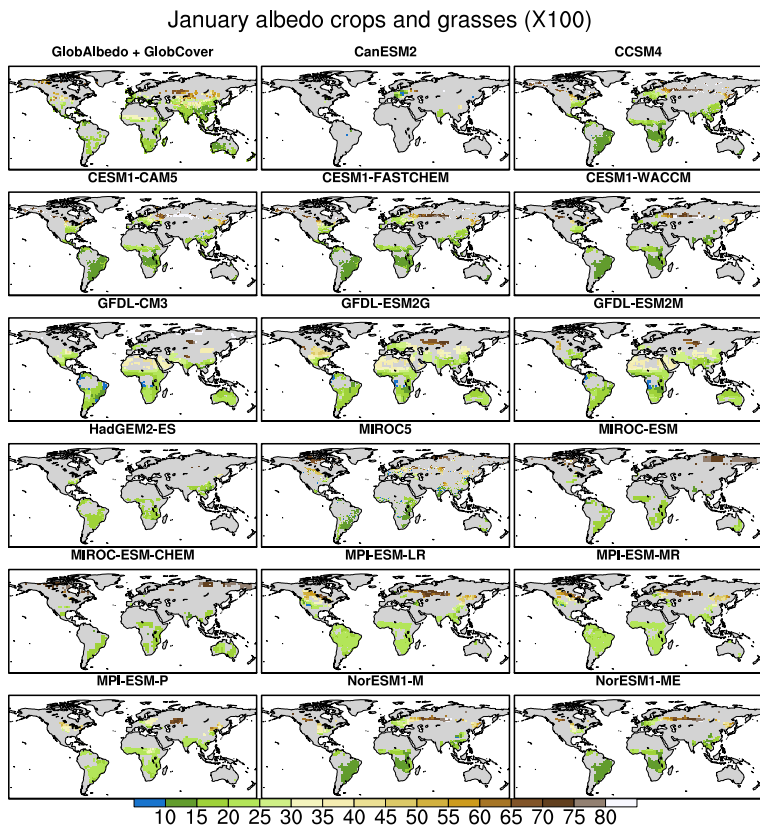 January albedo crops and grasses (X100)
GlobAlbedo + GlobCover CanESM2 CCSM4
CESM1-CAM5 CESM1-FASTCHEM CESM1-WACCM
GFDL-CM3 GFDL-ESM2G GFDL-ESM2M
HadGEM2-ES MIROC5 MIROC-ESM
MIROC-ESM-CHEM MPI-ESM-LR MPI-ESM-MR
MPI-ESM-P NorESM1-M NorESM1-ME
10 15 20 25 30 35 40 45 50 55 60 65 70 75 80